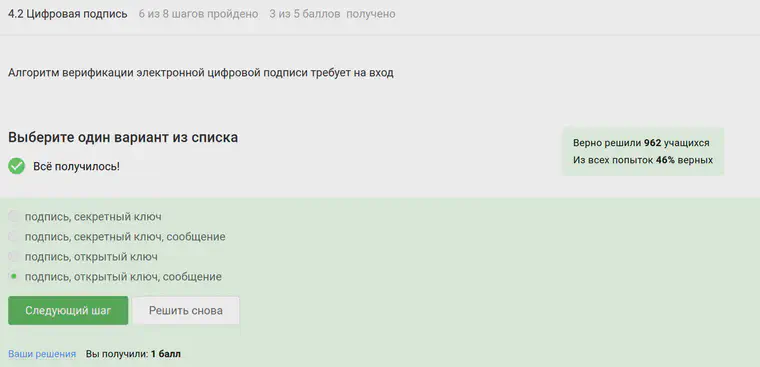 4.2 Цифровая подпись 6 из 8 шагов пройдено 3 из 5 баллов получено
Алгоритм верификации электронной цифровой подписи требует на вход
Выберите один вариант из списка
Всё получилось!
Верно решили 962 учащихся
Из всех попыток 46% верных
подпись, секретный ключ
подпись, секретный ключ, сообщение
подпись, открытый ключ
подпись, открытый ключ, сообщение
Следующий шаг Решить снова
Ваши решения Вы получили: 1 балл